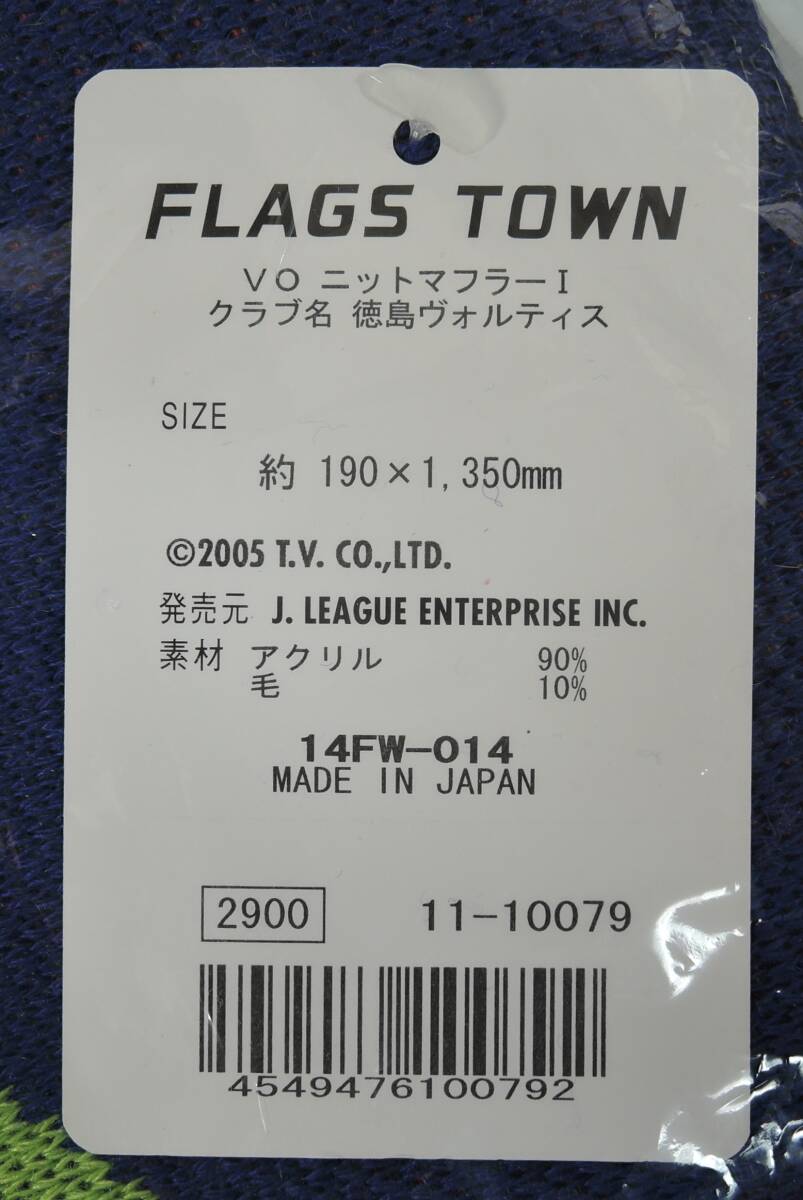 FLAGS TOWN
VO ニットマフラーI
クラブ名 徳島ヴォルティス
SIZE
約 190×1,350mm
©2005 T.V. CO.,LTD.
発売元 J. LEAGUE ENTERPRISE INC.
素材 アクリル 90%
毛 10%
14FW-014
MADE IN JAPAN
2900 11-10079
4549476100792